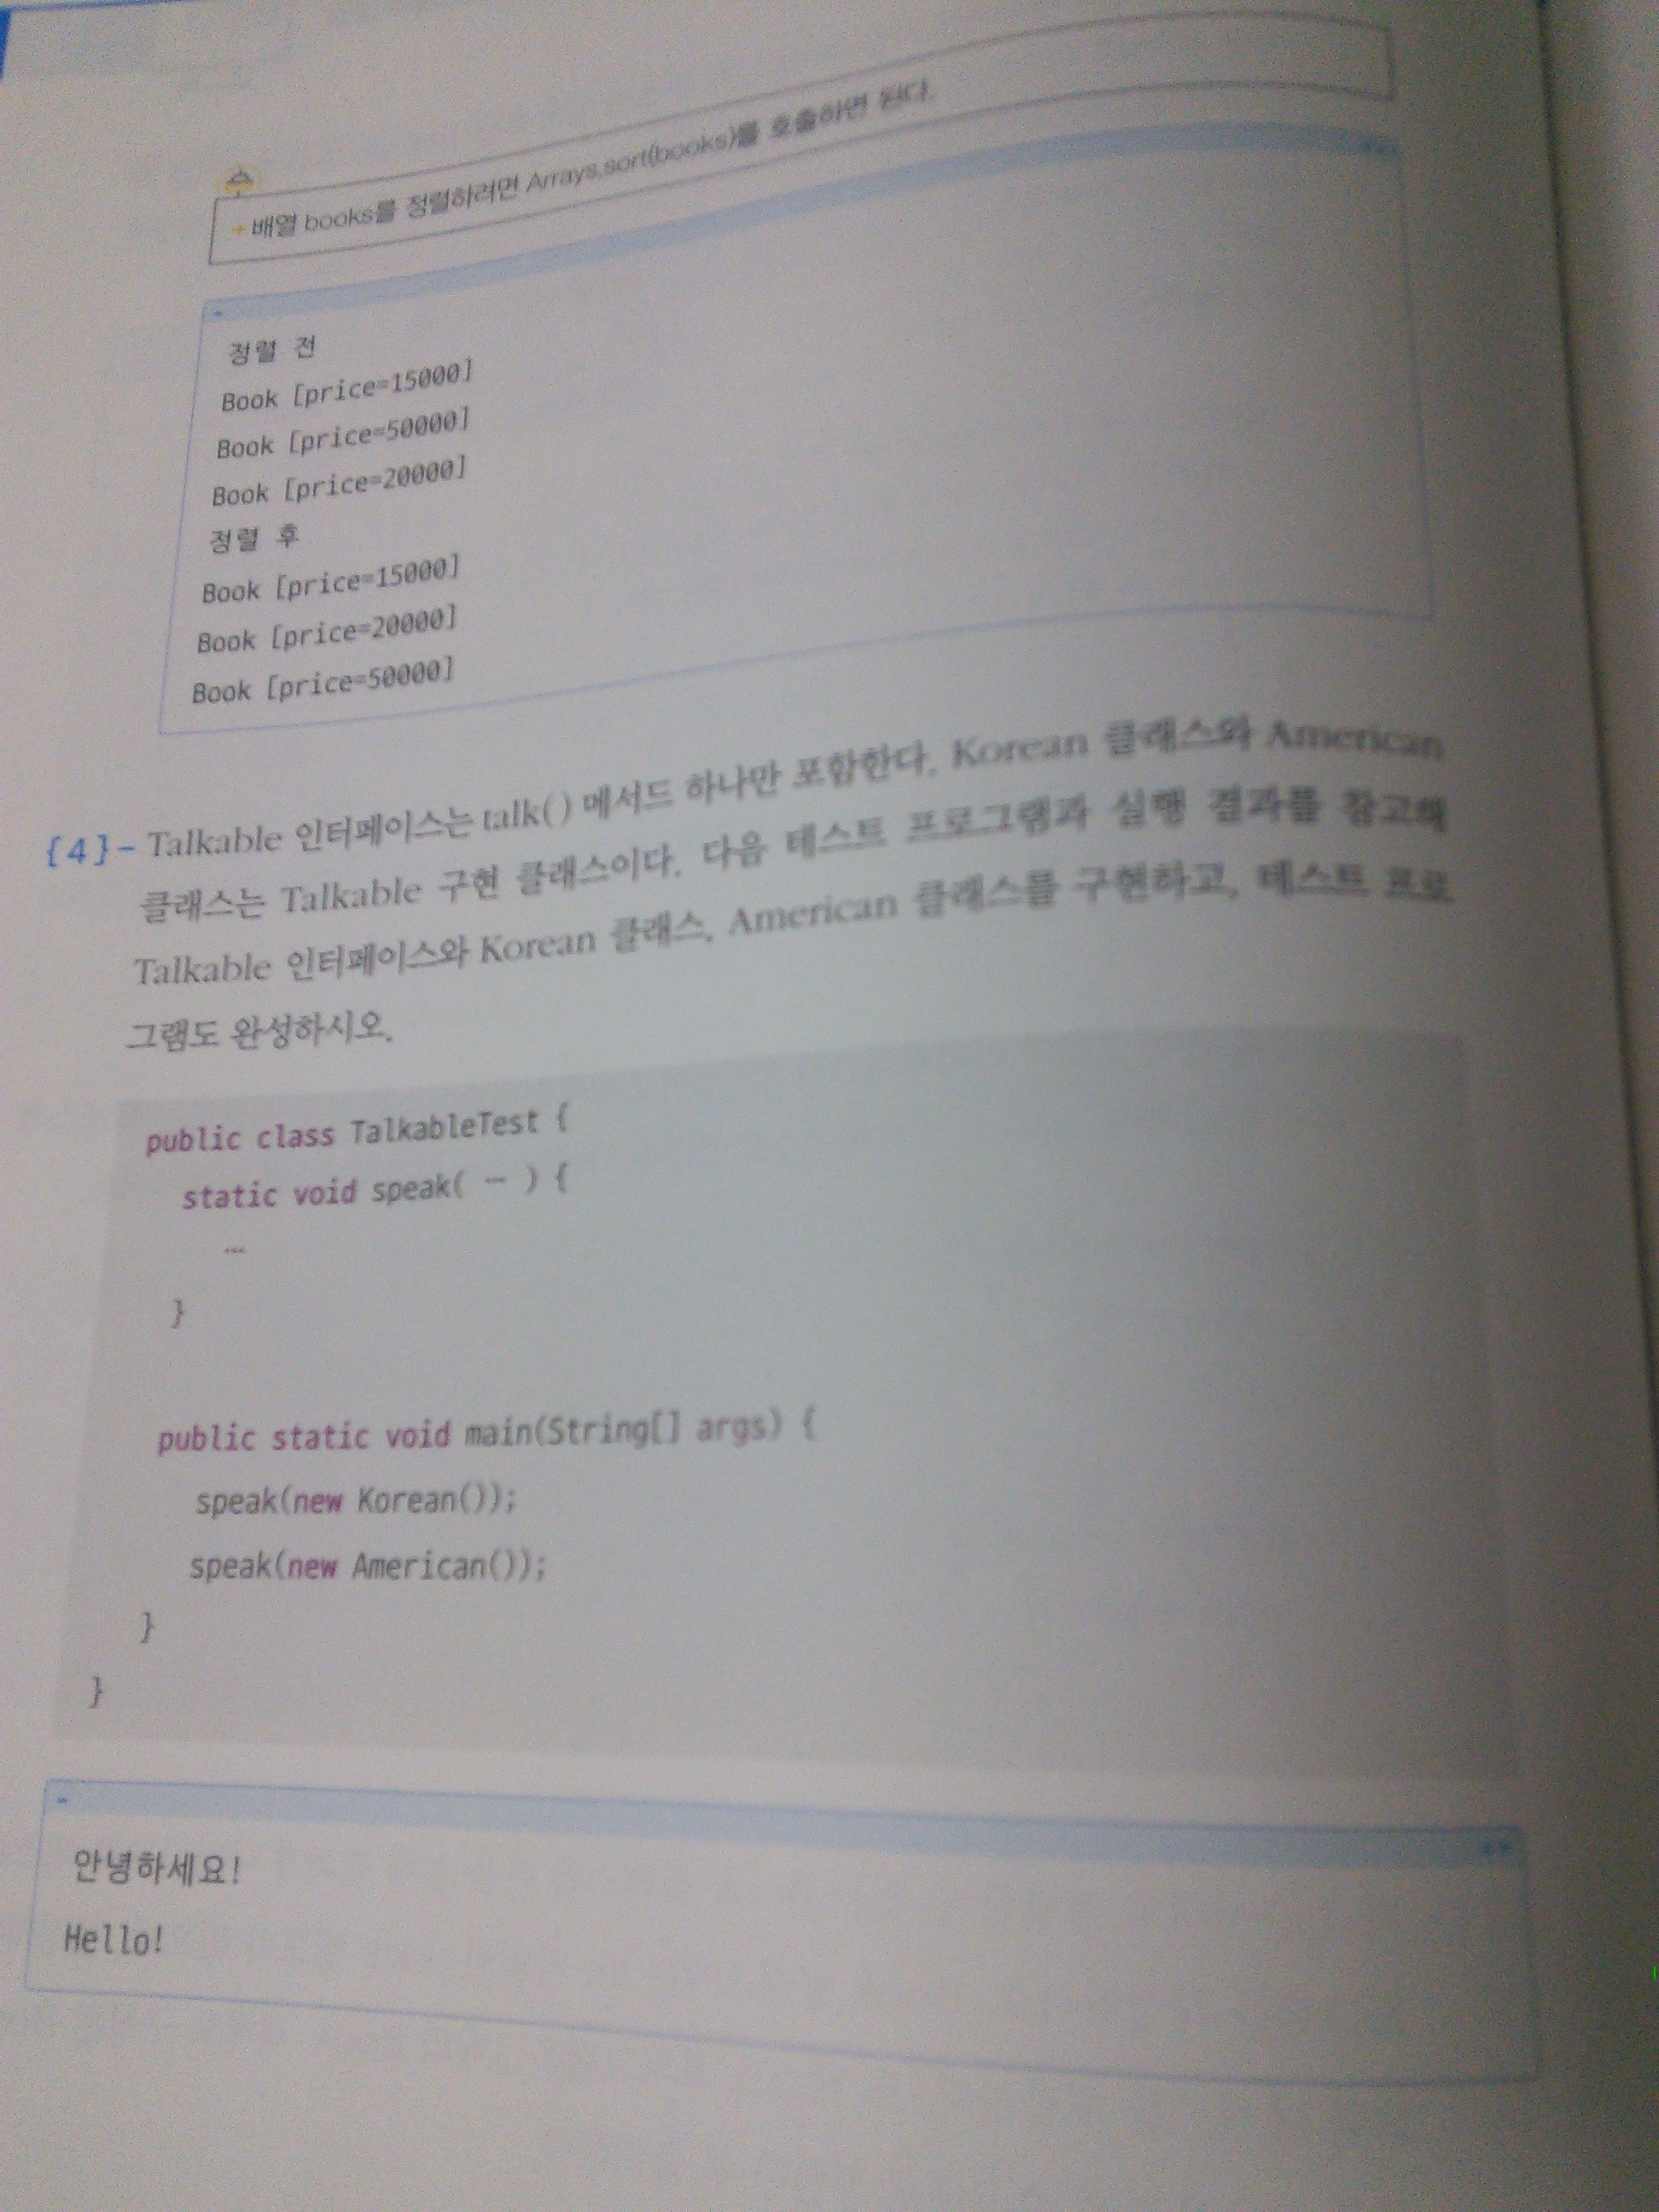 + 배열 books를 정렬하려면 Arrays.sort(books)를 호출하면 된다.
정렬 전
Book [price=15000]
Book [price=50000]
Book [price=20000]
정렬 후
Book [price=15000]
Book [price=20000]
Book [price=50000]
{4}- Talkable 인터페이스는 talk() 메서드 하나만 포함한다. Korean 클래스와 American
클래스는 Talkable 구현 클래스이다. 다음 테스트 프로그램과 실행 결과를 참고해
Talkable 인터페이스와 Korean 클래스, American 클래스를 구현하고, 테스트 프로
그램도 완성하시오.
public class TalkableTest {
static void speak( … ) {
…
}
public static void main(String[] args) {
speak(new Korean());
speak(new American());
}
}
안녕하세요!
Hello!